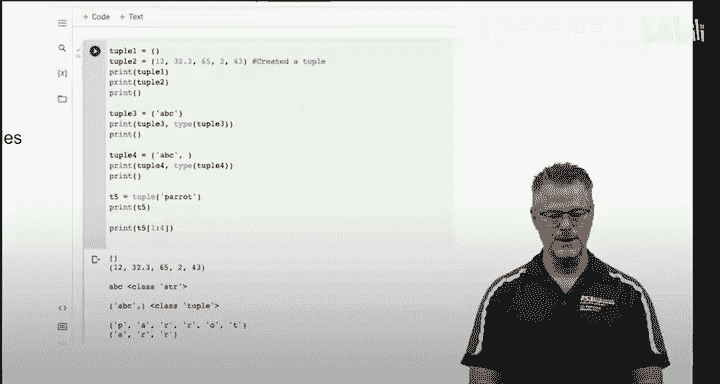 + Code + Text
es
tuple1 = ()
tuple2 = (12, 32.3, 65, 2, 43) #Created a tuple
print(tuple1)
print(tuple2)
print()
tuple3 = ('abc')
print(tuple3, type(tuple3))
print()
tuple4 = ('abc', )
print(tuple4, type(tuple4))
print()
t5 = tuple('parrot')
print(t5)
print(t5[1:4])
()
(12, 32.3, 65, 2, 43)
abc <class 'str'>
('abc',) <class 'tuple'>
('p', 'a', 'r', 'r', 'o', 't')
('a', 'r', 'r')